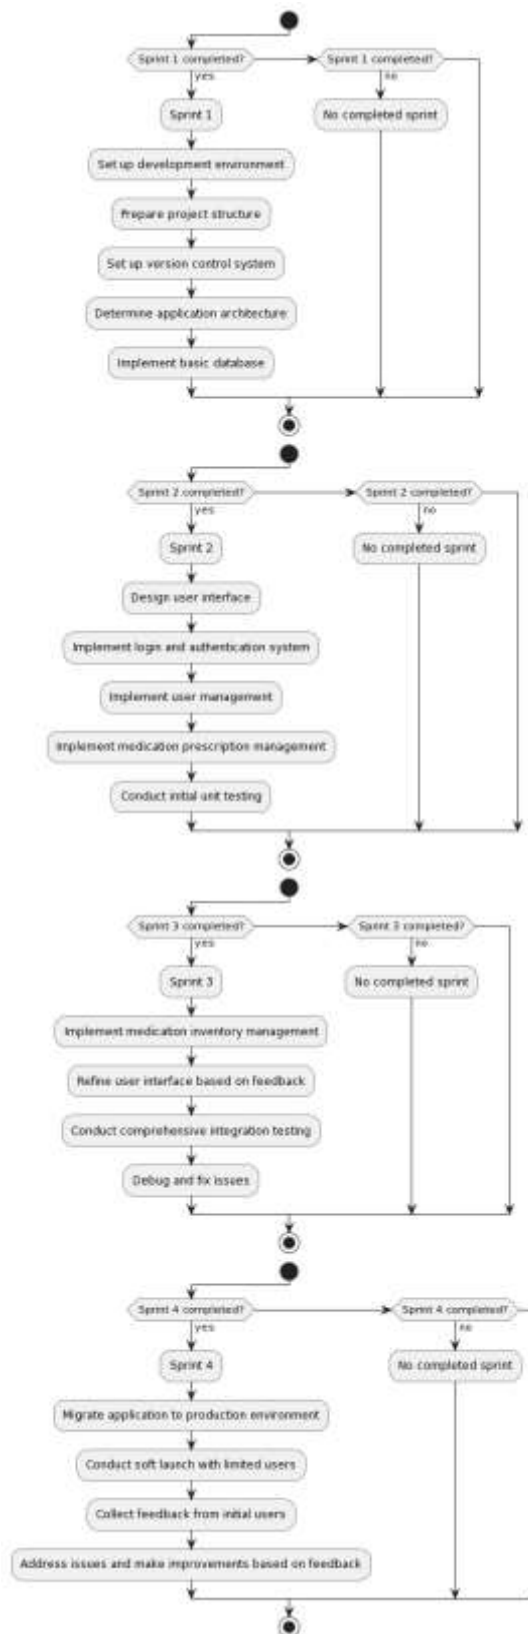 Sprint 1 completed?
Sprint 1 completed?
yes
no
Sprint 1
No completed sprint
Set up development environment
Prepare project structure
Set up version control system
Determine application architecture
Implement basic database
Sprint 2 completed?
Sprint 2 completed?
yes
no
Sprint 2
No completed sprint
Design user interface
Implement login and authentication system
Implement user management
Implement medication prescription management
Conduct initial unit testing
Sprint 3 completed?
Sprint 3 completed?
yes
no
Sprint 3
No completed sprint
Implement medication inventory management
Refine user interface based on feedback
Conduct comprehensive integration testing
Debug and fix issues
Sprint 4 completed?
Sprint 4 completed?
yes
no
Sprint 4
No completed sprint
Migrate application to production environment
Conduct soft launch with limited users
Collect feedback from initial users
Address issues and make improvements based on feedback